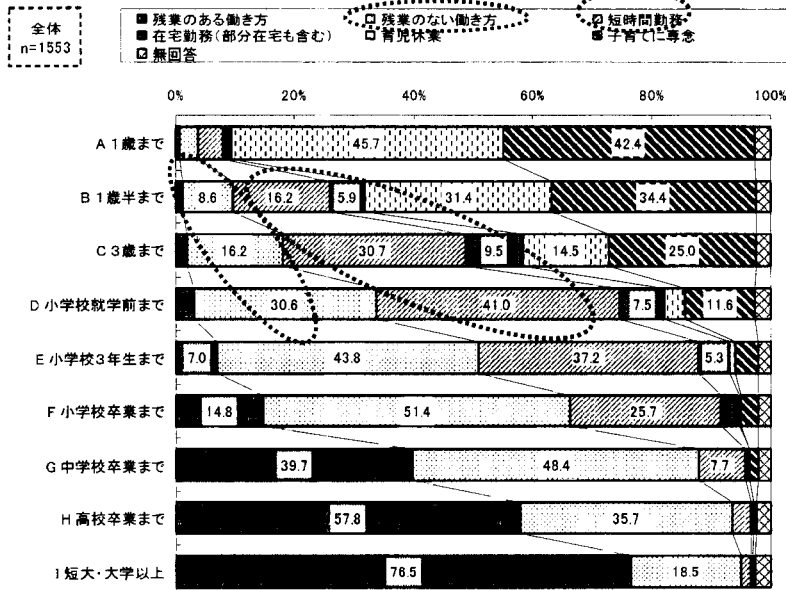 全体
n=1553
残業のある働き方 残業のない働き方 短時間勤務
在宅勤務(部分在宅も含む) 育児休業 子育てに専念
無回答
0% 20% 40% 60% 80% 100%
A 1歳まで 45.7 42.4
B 1歳半まで 8.6 16.2 5.9 31.4 34.4
C 3歳まで 16.2 30.7 9.5 14.5 25.0
D 小学校就学前まで 30.6 41.0 7.5 11.6
E 小学校3年生まで 7.0 43.8 37.2 5.3
F 小学校卒業まで 14.8 51.4 25.7
G 中学校卒業まで 39.7 48.4 7.7
H 高校卒業まで 57.8 35.7
I 短大・大学以上 76.5 18.5